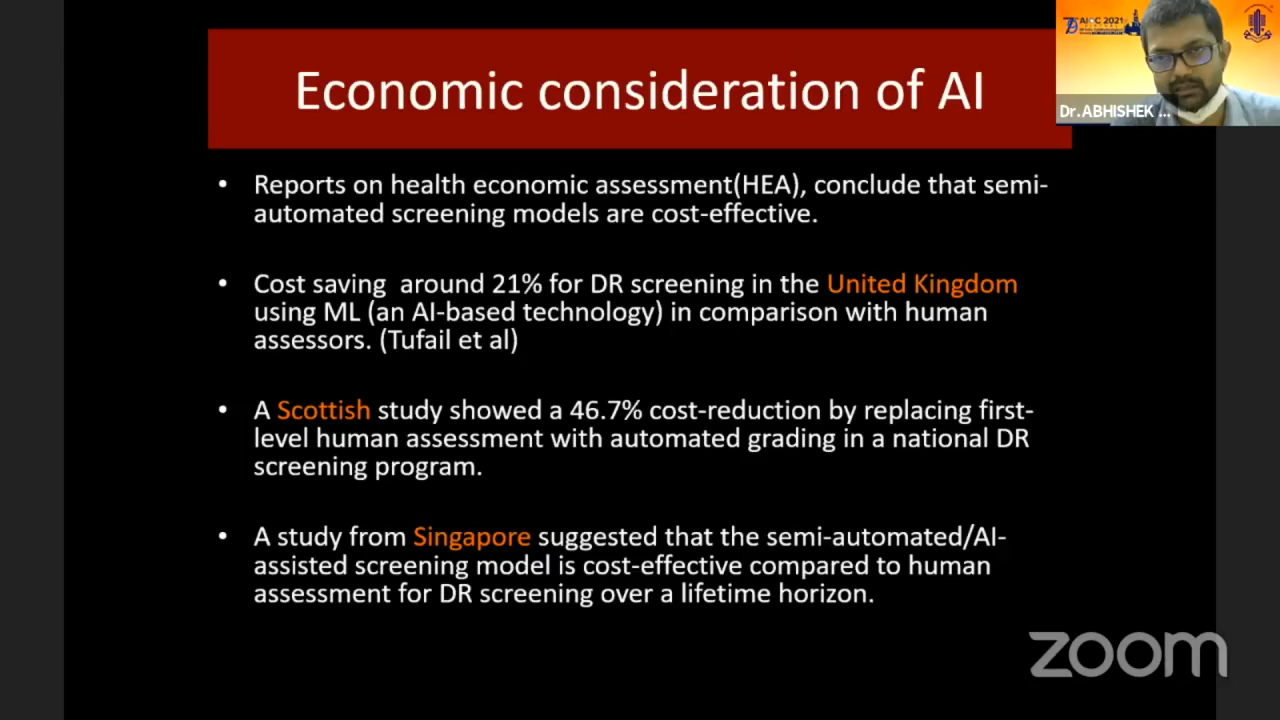 Economic consideration of AI
AIOC 2021
Dr.ABHISHEK ...
• Reports on health economic assessment(HEA), conclude that semi-
automated screening models are cost-effective.
• Cost saving around 21% for DR screening in the United Kingdom
using ML (an AI-based technology) in comparison with human
assessors. (Tufail et al)
• A Scottish study showed a 46.7% cost-reduction by replacing first-
level human assessment with automated grading in a national DR
screening program.
• A study from Singapore suggested that the semi-automated/AI-
assisted screening model is cost-effective compared to human
assessment for DR screening over a lifetime horizon.
zoom